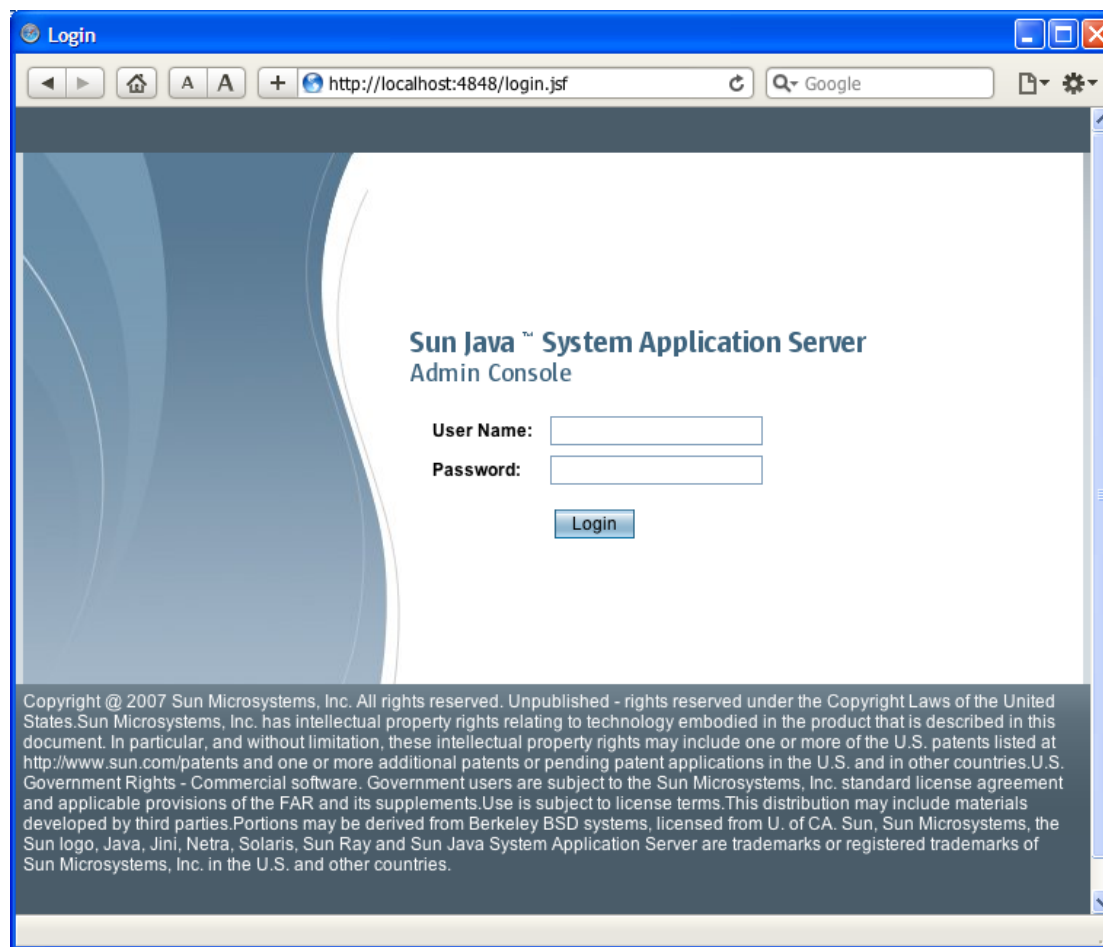 Login
A A + http://localhost:4848/login.jsf Google
Sun Java ™ System Application Server
Admin Console
User Name:
Password:
Login
Copyright @ 2007 Sun Microsystems, Inc. All rights reserved. Unpublished - rights reserved under the Copyright Laws of the United
States.Sun Microsystems, Inc. has intellectual property rights relating to technology embodied in the product that is described in this
document. In particular, and without limitation, these intellectual property rights may include one or more of the U.S. patents listed at
http://www.sun.com/patents and one or more additional patents or pending patent applications in the U.S. and in other countries.U.S.
Government Rights - Commercial software. Government users are subject to the Sun Microsystems, Inc. standard license agreement
and applicable provisions of the FAR and its supplements.Use is subject to license terms.This distribution may include materials
developed by third parties.Portions may be derived from Berkeley BSD systems, licensed from U. of CA. Sun, Sun Microsystems, the
Sun logo, Java, Jini, Netra, Solaris, Sun Ray and Sun Java System Application Server are trademarks or registered trademarks of
Sun Microsystems, Inc. in the U.S. and other countries.